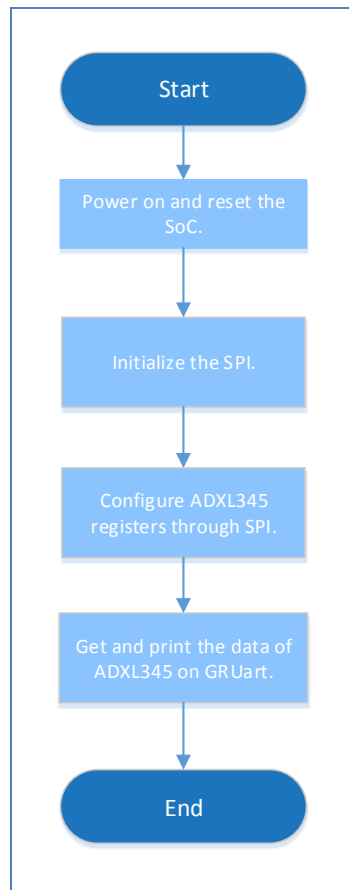 Start
Power on and reset the
SoC.
Initialize the SPI.
Configure ADXL345
registers through SPI.
Get and print the data of
ADXL345 on GRUart.
End